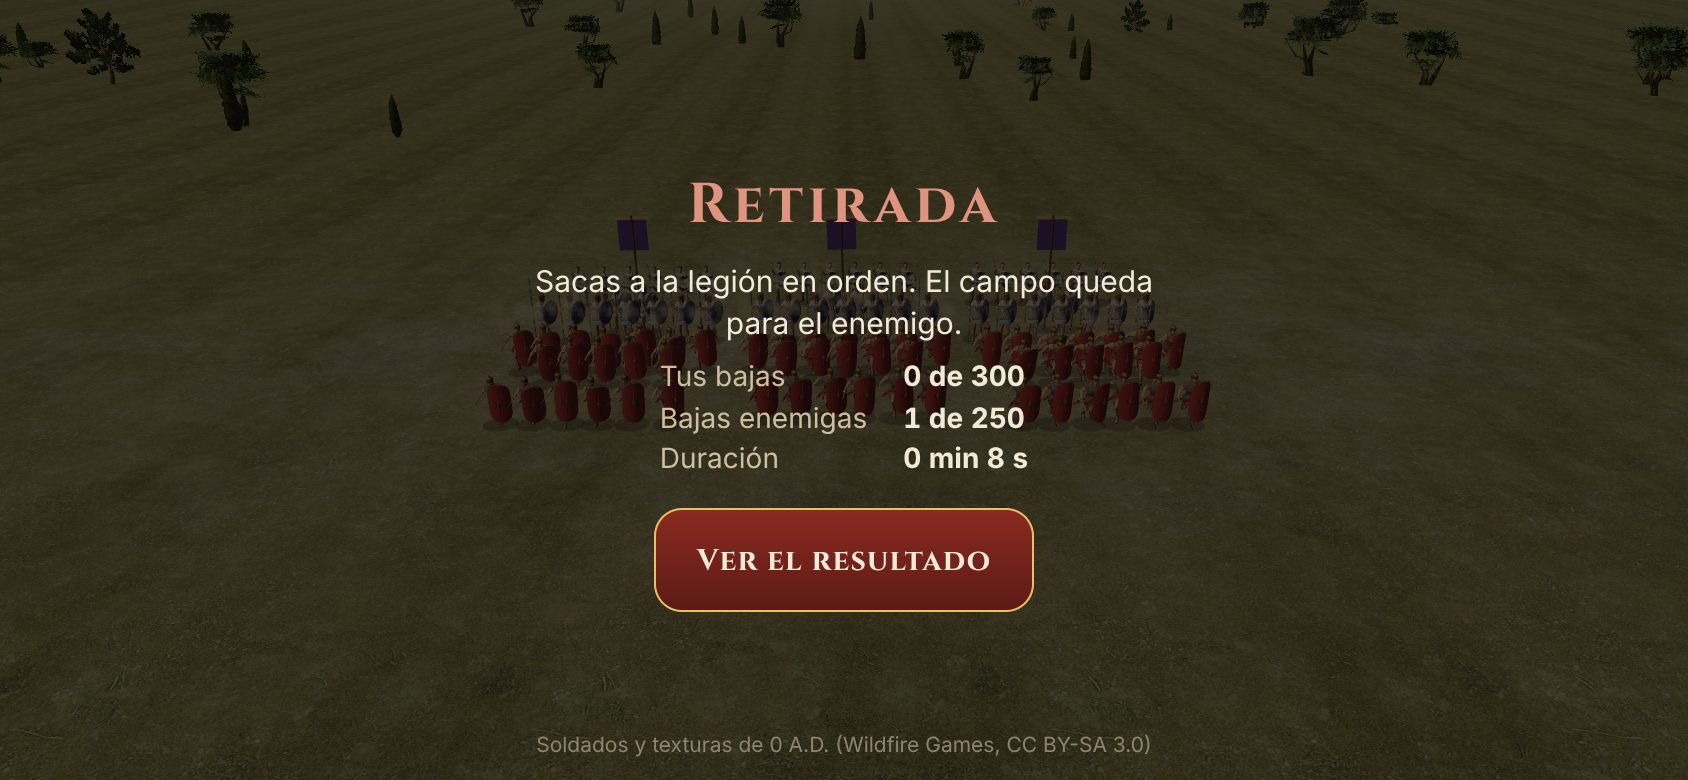 Retirada
Sacas a la legión en orden. El campo queda
para el enemigo.
Tus bajas 0 de 300
Bajas enemigas 1 de 250
Duración 0 min 8 s
Ver el resultado
Soldados y texturas de 0 A.D. (Wildfire Games, CC BY-SA 3.0)